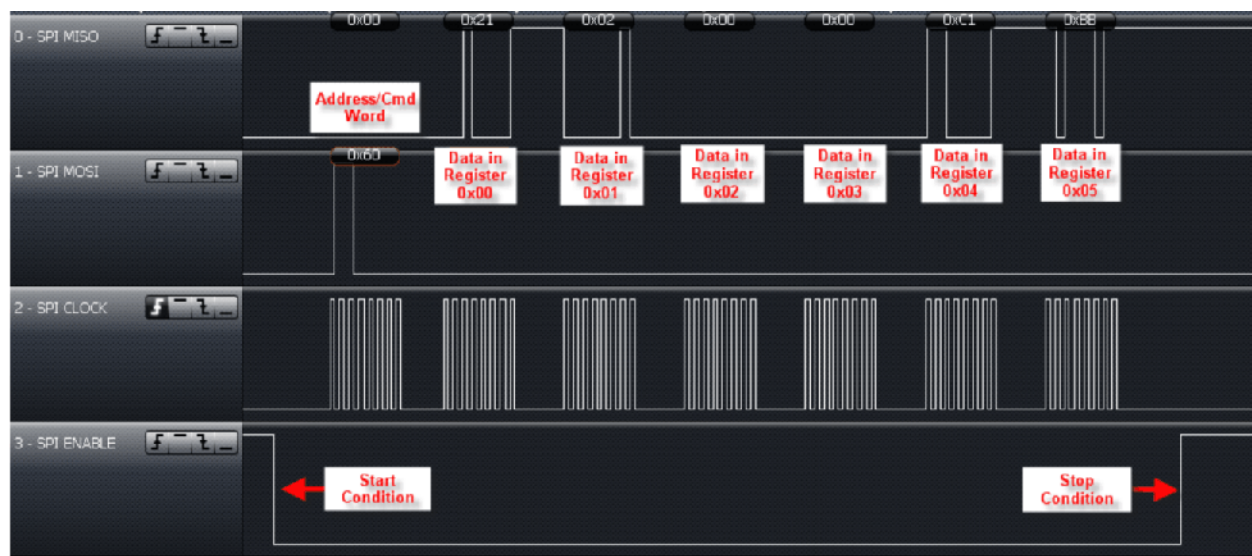 0x00 0x21 0x02 0x00 0x00 0xC1 0xBB
0 - SPI MISO
Address/Cmd
Word
0x60
1 - SPI MOSI
Data in
Register
0x00
Data in
Register
0x01
Data in
Register
0x02
Data in
Register
0x03
Data in
Register
0x04
Data in
Register
0x05
2 - SPI CLOCK
3 - SPI ENABLE
Start
Condition
Stop
Condition